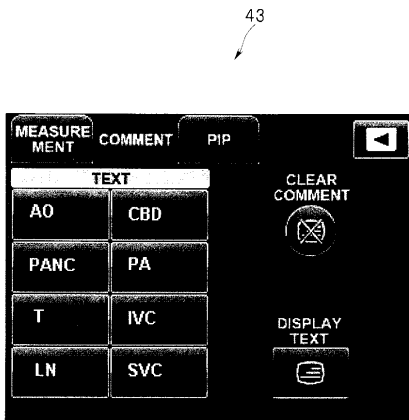 43
MEASURE
MENT
COMMENT
PIP
TEXT
AO
CBD
PANC
PA
T
IVC
LN
SVC
CLEAR
COMMENT
DISPLAY
TEXT